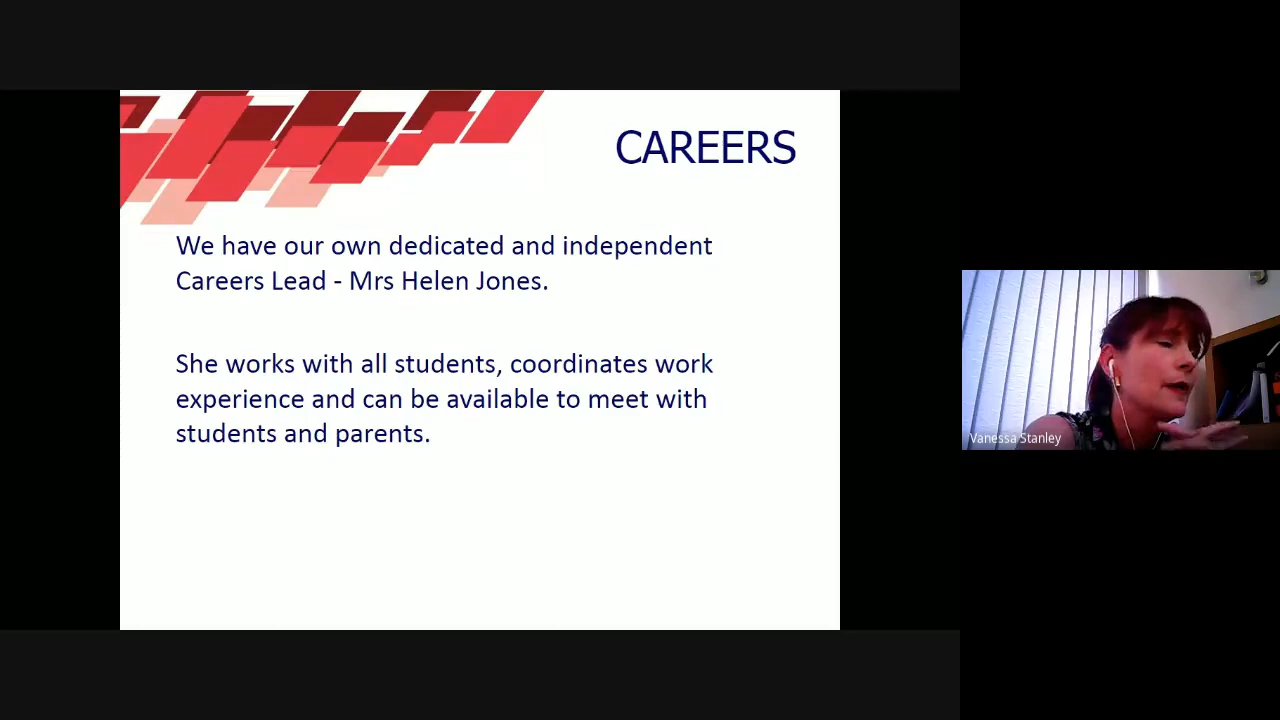 CAREERS
We have our own dedicated and independent
Careers Lead - Mrs Helen Jones.
She works with all students, coordinates work
experience and can be available to meet with
students and parents.
Vanessa Stanley